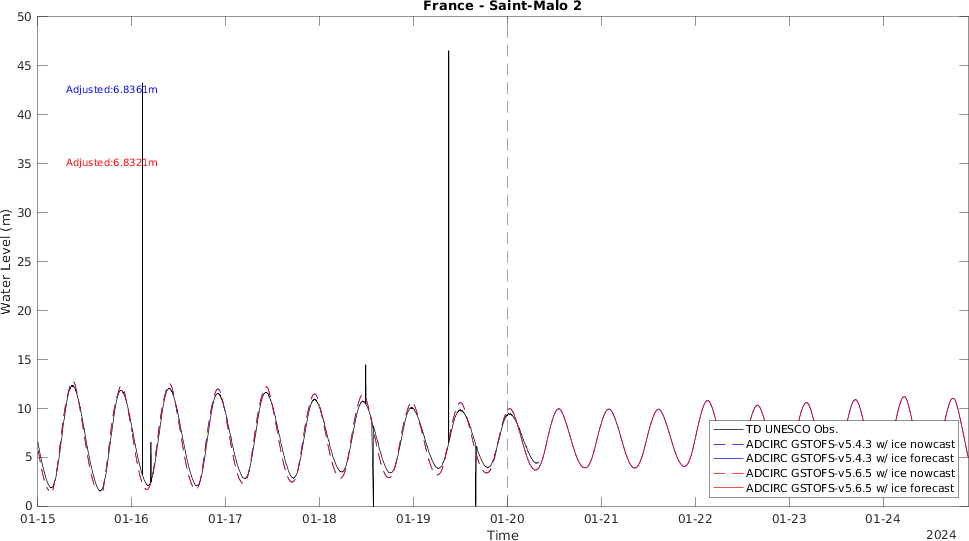 France - Saint-Malo 2
50
45
40
35
30
25
20
15
10
5
0
Water Level (m)
Adjusted:6.8361m
Adjusted:6.8321m
TD UNESCO Obs.
ADCIRC GSTOFS-v5.4.3 w/ ice nowcast
ADCIRC GSTOFS-v5.4.3 w/ ice forecast
ADCIRC GSTOFS-v5.6.5 w/ ice nowcast
ADCIRC GSTOFS-v5.6.5 w/ ice forecast
01-15 01-16 01-17 01-18 01-19 01-20 01-21 01-22 01-23 01-24
Time
2024